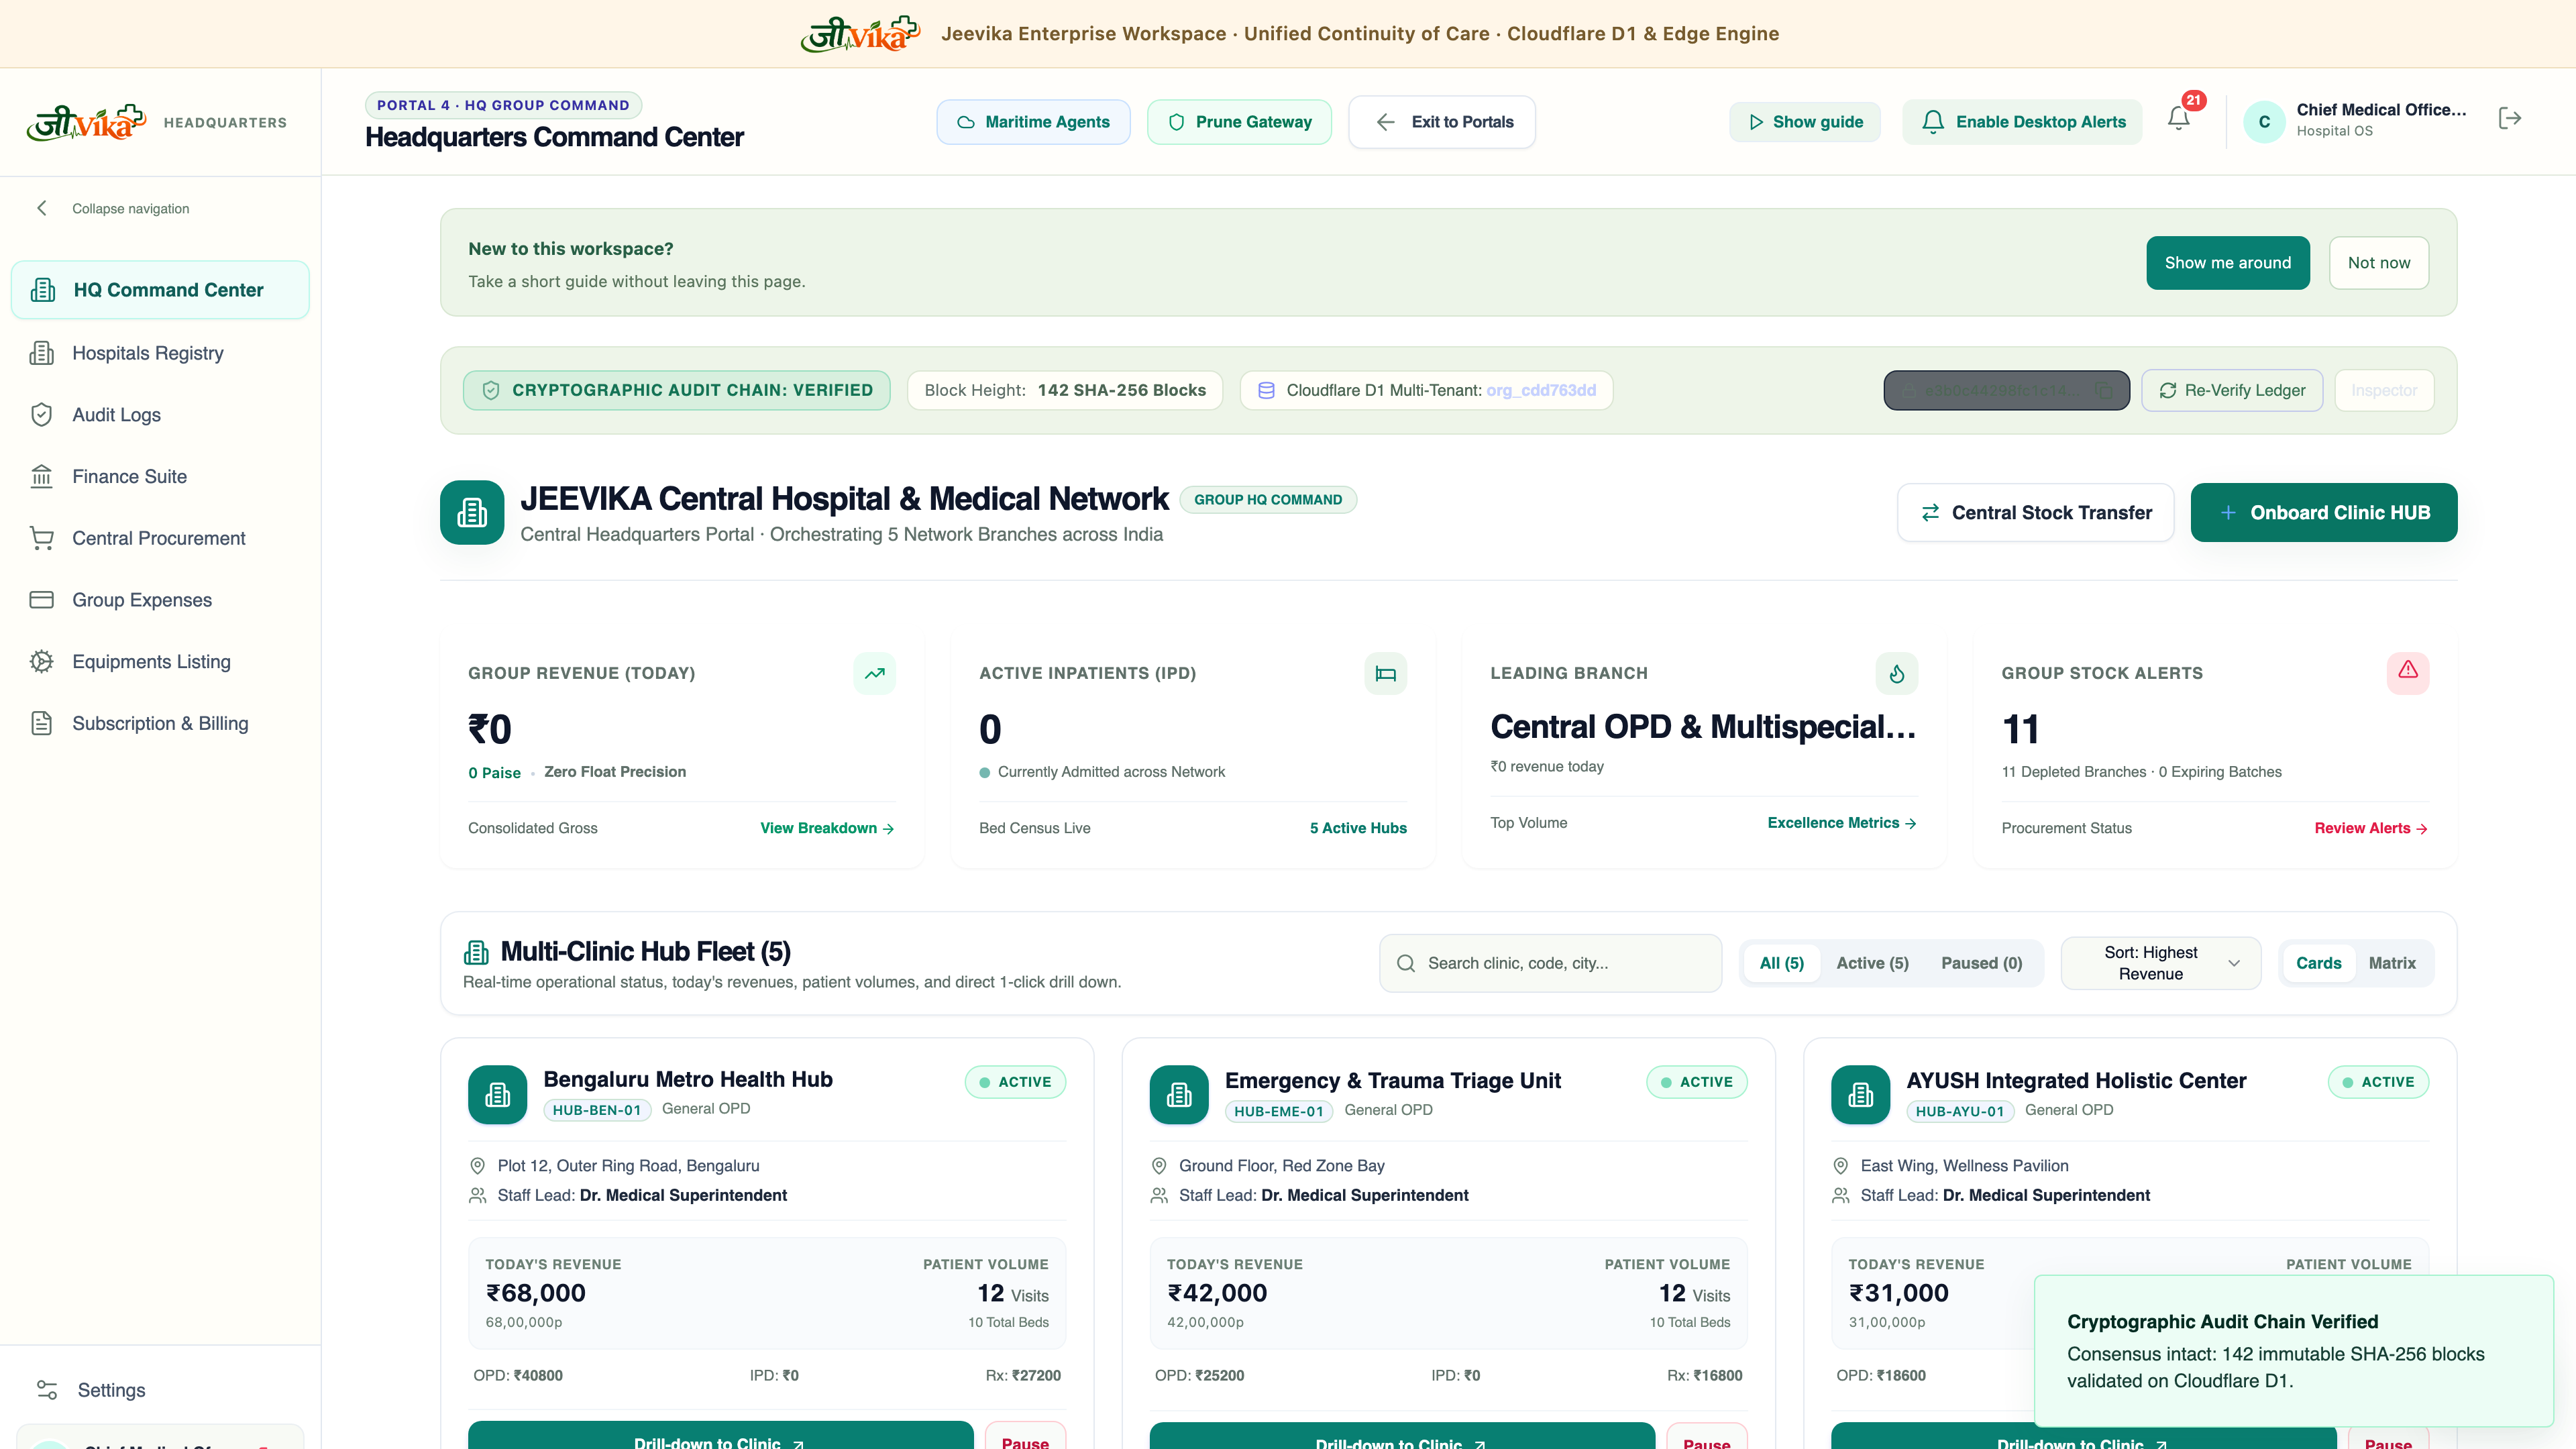 जीvika
Jeevika Enterprise Workspace · Unified Continuity of Care · Cloudflare D1 & Edge Engine
जीvika HEADQUARTERS
PORTAL 4 · HQ GROUP COMMAND
Headquarters Command Center
Maritime Agents
Prune Gateway
Exit to Portals
Show guide
Enable Desktop Alerts
21
C
Chief Medical Office...
Hospital OS
Collapse navigation
HQ Command Center
Hospitals Registry
Audit Logs
Finance Suite
Central Procurement
Group Expenses
Equipments Listing
Subscription & Billing
Settings
New to this workspace?
Take a short guide without leaving this page.
Show me around
Not now
CRYPTOGRAPHIC AUDIT CHAIN: VERIFIED
Block Height: 142 SHA-256 Blocks
Cloudflare D1 Multi-Tenant: org_cdd763dd
e3b0c44298fc1c14...
Re-Verify Ledger
Inspector
JEEVIKA Central Hospital & Medical Network
GROUP HQ COMMAND
Central Headquarters Portal · Orchestrating 5 Network Branches across India
Central Stock Transfer
Onboard Clinic HUB
GROUP REVENUE (TODAY)
₹0
0 Paise • Zero Float Precision
Consolidated Gross
View Breakdown
ACTIVE INPATIENTS (IPD)
0
Currently Admitted across Network
Bed Census Live
5 Active Hubs
LEADING BRANCH
Central OPD & Multispecial...
₹0 revenue today
Top Volume
Excellence Metrics
GROUP STOCK ALERTS
11
11 Depleted Branches · 0 Expiring Batches
Procurement Status
Review Alerts
Multi-Clinic Hub Fleet (5)
Real-time operational status, today's revenues, patient volumes, and direct 1-click drill down.
Search clinic, code, city...
All (5)
Active (5)
Paused (0)
Sort: Highest
Revenue
Cards
Matrix
Bengaluru Metro Health Hub
ACTIVE
HUB-BEN-01 General OPD
Plot 12, Outer Ring Road, Bengaluru
Staff Lead: Dr. Medical Superintendent
TODAY'S REVENUE
PATIENT VOLUME
₹68,000
12 Visits
68,00,000p
10 Total Beds
OPD: ₹40800
IPD: ₹0
Rx: ₹27200
Drill-down to Clinic
Pause
Emergency & Trauma Triage Unit
ACTIVE
HUB-EME-01 General OPD
Ground Floor, Red Zone Bay
Staff Lead: Dr. Medical Superintendent
TODAY'S REVENUE
PATIENT VOLUME
₹42,000
12 Visits
42,00,000p
10 Total Beds
OPD: ₹25200
IPD: ₹0
Rx: ₹16800
Drill-down to Clinic
Pause
AYUSH Integrated Holistic Center
ACTIVE
HUB-AYU-01 General OPD
East Wing, Wellness Pavilion
Staff Lead: Dr. Medical Superintendent
TODAY'S REVENUE
PATIENT VOLUME
₹31,000
31,00,000p
OPD: ₹18600
Drill-down to Clinic
Pause
Cryptographic Audit Chain Verified
Consensus intact: 142 immutable SHA-256 blocks
validated on Cloudflare D1.